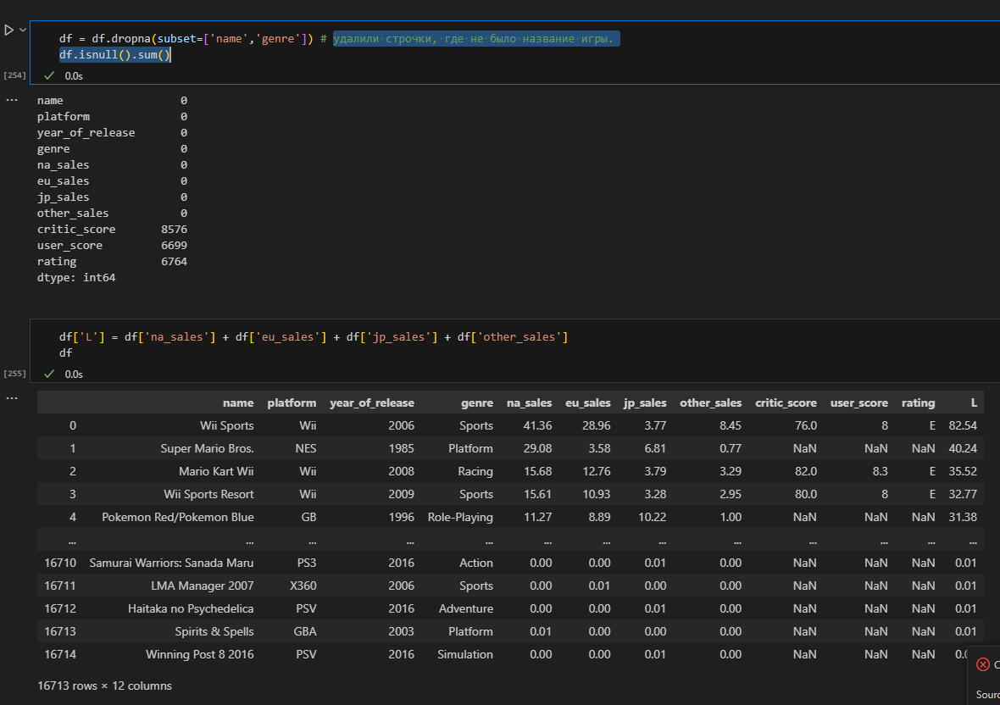 df = df.dropna(subset=['name','genre']) # удалили строчки, где не было название игры.
df.isnull().sum()
[254] 0.0s
name 0
platform 0
year_of_release 0
genre 0
na_sales 0
eu_sales 0
jp_sales 0
other_sales 0
critic_score 8576
user_score 6699
rating 6764
dtype: int64
df['L'] = df['na_sales'] + df['eu_sales'] + df['jp_sales'] + df['other_sales']
df
[255] 0.0s
name platform year_of_release genre na_sales eu_sales jp_sales other_sales critic_score user_score rating L
0 Wii Sports Wii 2006 Sports 41.36 28.96 3.77 8.45 76.0 8 E 82.54
1 Super Mario Bros. NES 1985 Platform 29.08 3.58 6.81 0.77 NaN NaN NaN 40.24
2 Mario Kart Wii Wii 2008 Racing 15.68 12.76 3.79 3.29 82.0 8.3 E 35.52
3 Wii Sports Resort Wii 2009 Sports 15.61 10.93 3.28 2.95 80.0 8 E 32.77
4 Pokemon Red/Pokemon Blue GB 1996 Role-Playing 11.27 8.89 10.22 1.00 NaN NaN NaN 31.38
... ... ... ... ... ... ... ... ... ... ... ... ...
16710 Samurai Warriors: Sanada Maru PS3 2016 Action 0.00 0.00 0.01 0.00 NaN NaN NaN 0.01
16711 LMA Manager 2007 X360 2006 Sports 0.00 0.01 0.00 0.00 NaN NaN NaN 0.01
16712 Haitaka no Psychedelica PSV 2016 Adventure 0.00 0.00 0.01 0.00 NaN NaN NaN 0.01
16713 Spirits & Spells GBA 2003 Platform 0.01 0.00 0.00 0.00 NaN NaN NaN 0.01
16714 Winning Post 8 2016 PSV 2016 Simulation 0.00 0.00 0.01 0.00 NaN NaN NaN
16713 rows × 12 columns